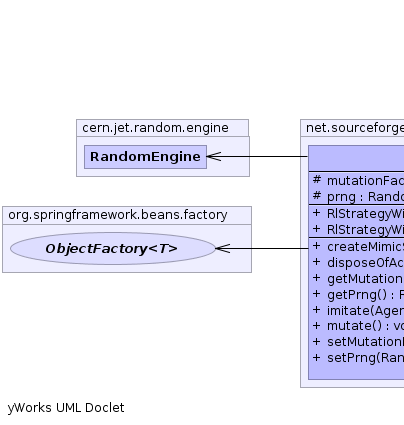 cern.jet.random.engine
RandomEngine
org.springframework.beans.factory
ObjectFactory<T>
net.sourceforge
# mutationFac
# prng : Rando
+ RlStrategyWi
+ RlStrategyWi
+ createMimicS
+ disposeOfAc
+ getMutation
+ getPrng() : R
+ imitate(Agen
+ mutate() : vo
+ setMutation
+ setPrng(Ran
yWorks UML Doclet